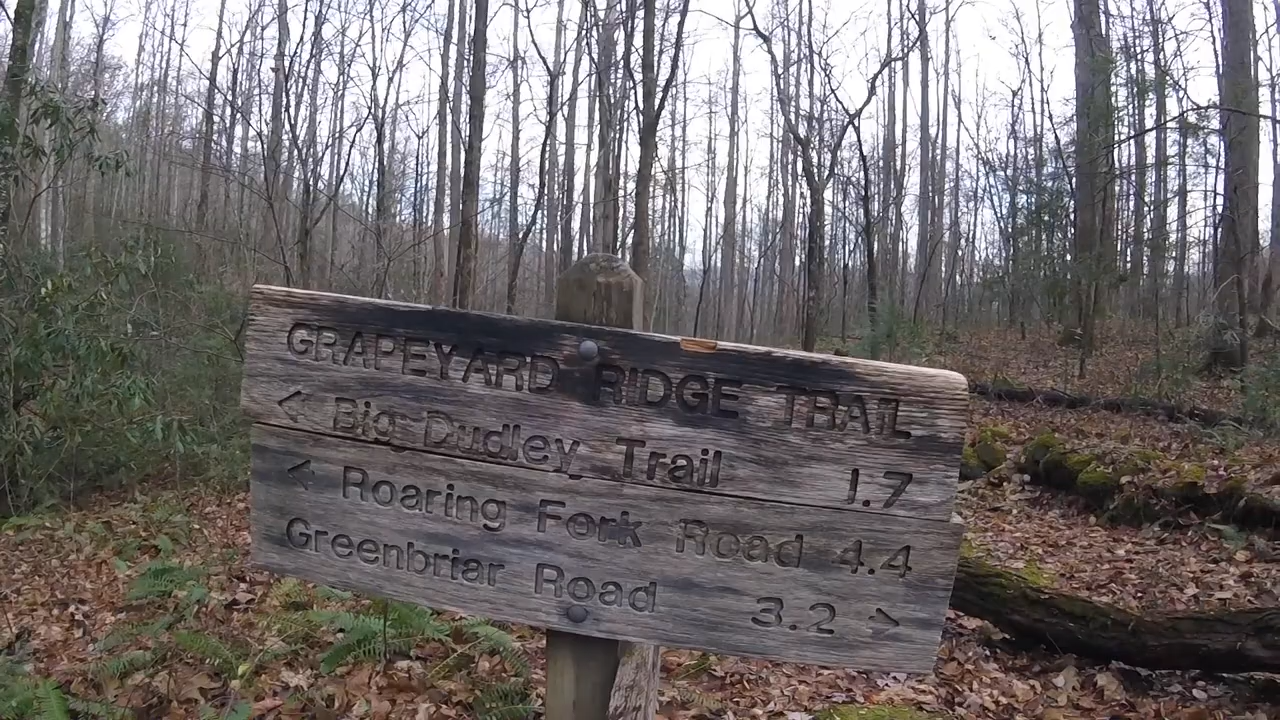 GRAPEYARD RIDGE TRAIL
< Big Dudley Trail 1.7
< Roaring Fork Road 4.4
Greenbriar Road 3.2 >